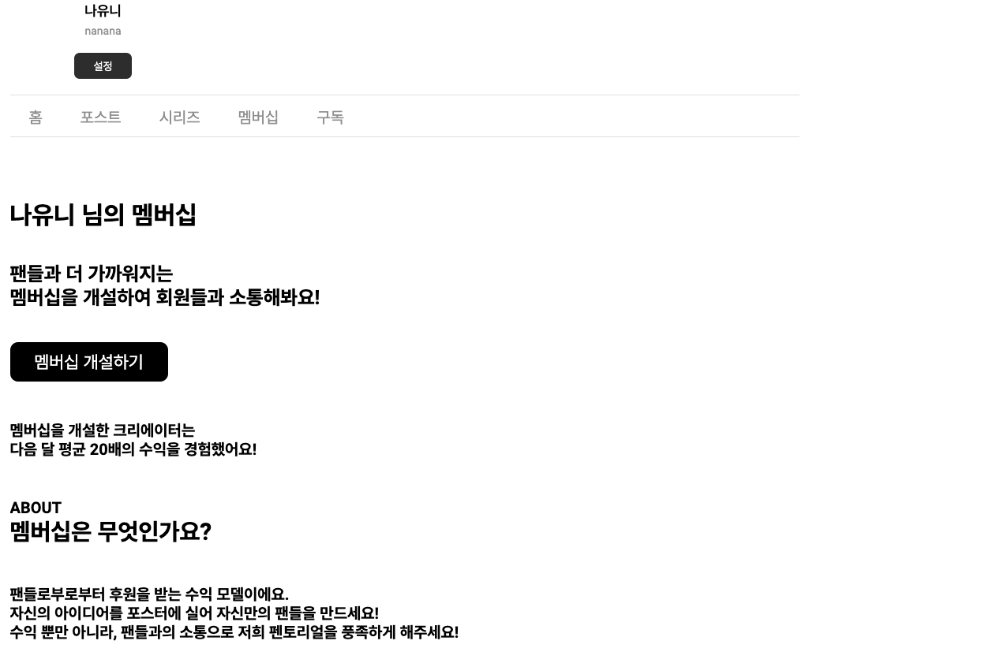 나유니
nanana
설정
홈 포스트 시리즈 멤버십 구독
나유니 님의 멤버십
팬들과 더 가까워지는
멤버십을 개설하여 회원들과 소통해봐요!
멤버십 개설하기
멤버십을 개설한 크리에이터는
다음 달 평균 20배의 수익을 경험했어요!
ABOUT
멤버십은 무엇인가요?
팬들로부로부터 후원을 받는 수익 모델이에요.
자신의 아이디어를 포스터에 실어 자신만의 팬들을 만드세요!
수익 뿐만 아니라, 팬들과의 소통으로 저희 펜토리얼을 풍족하게 해주세요!